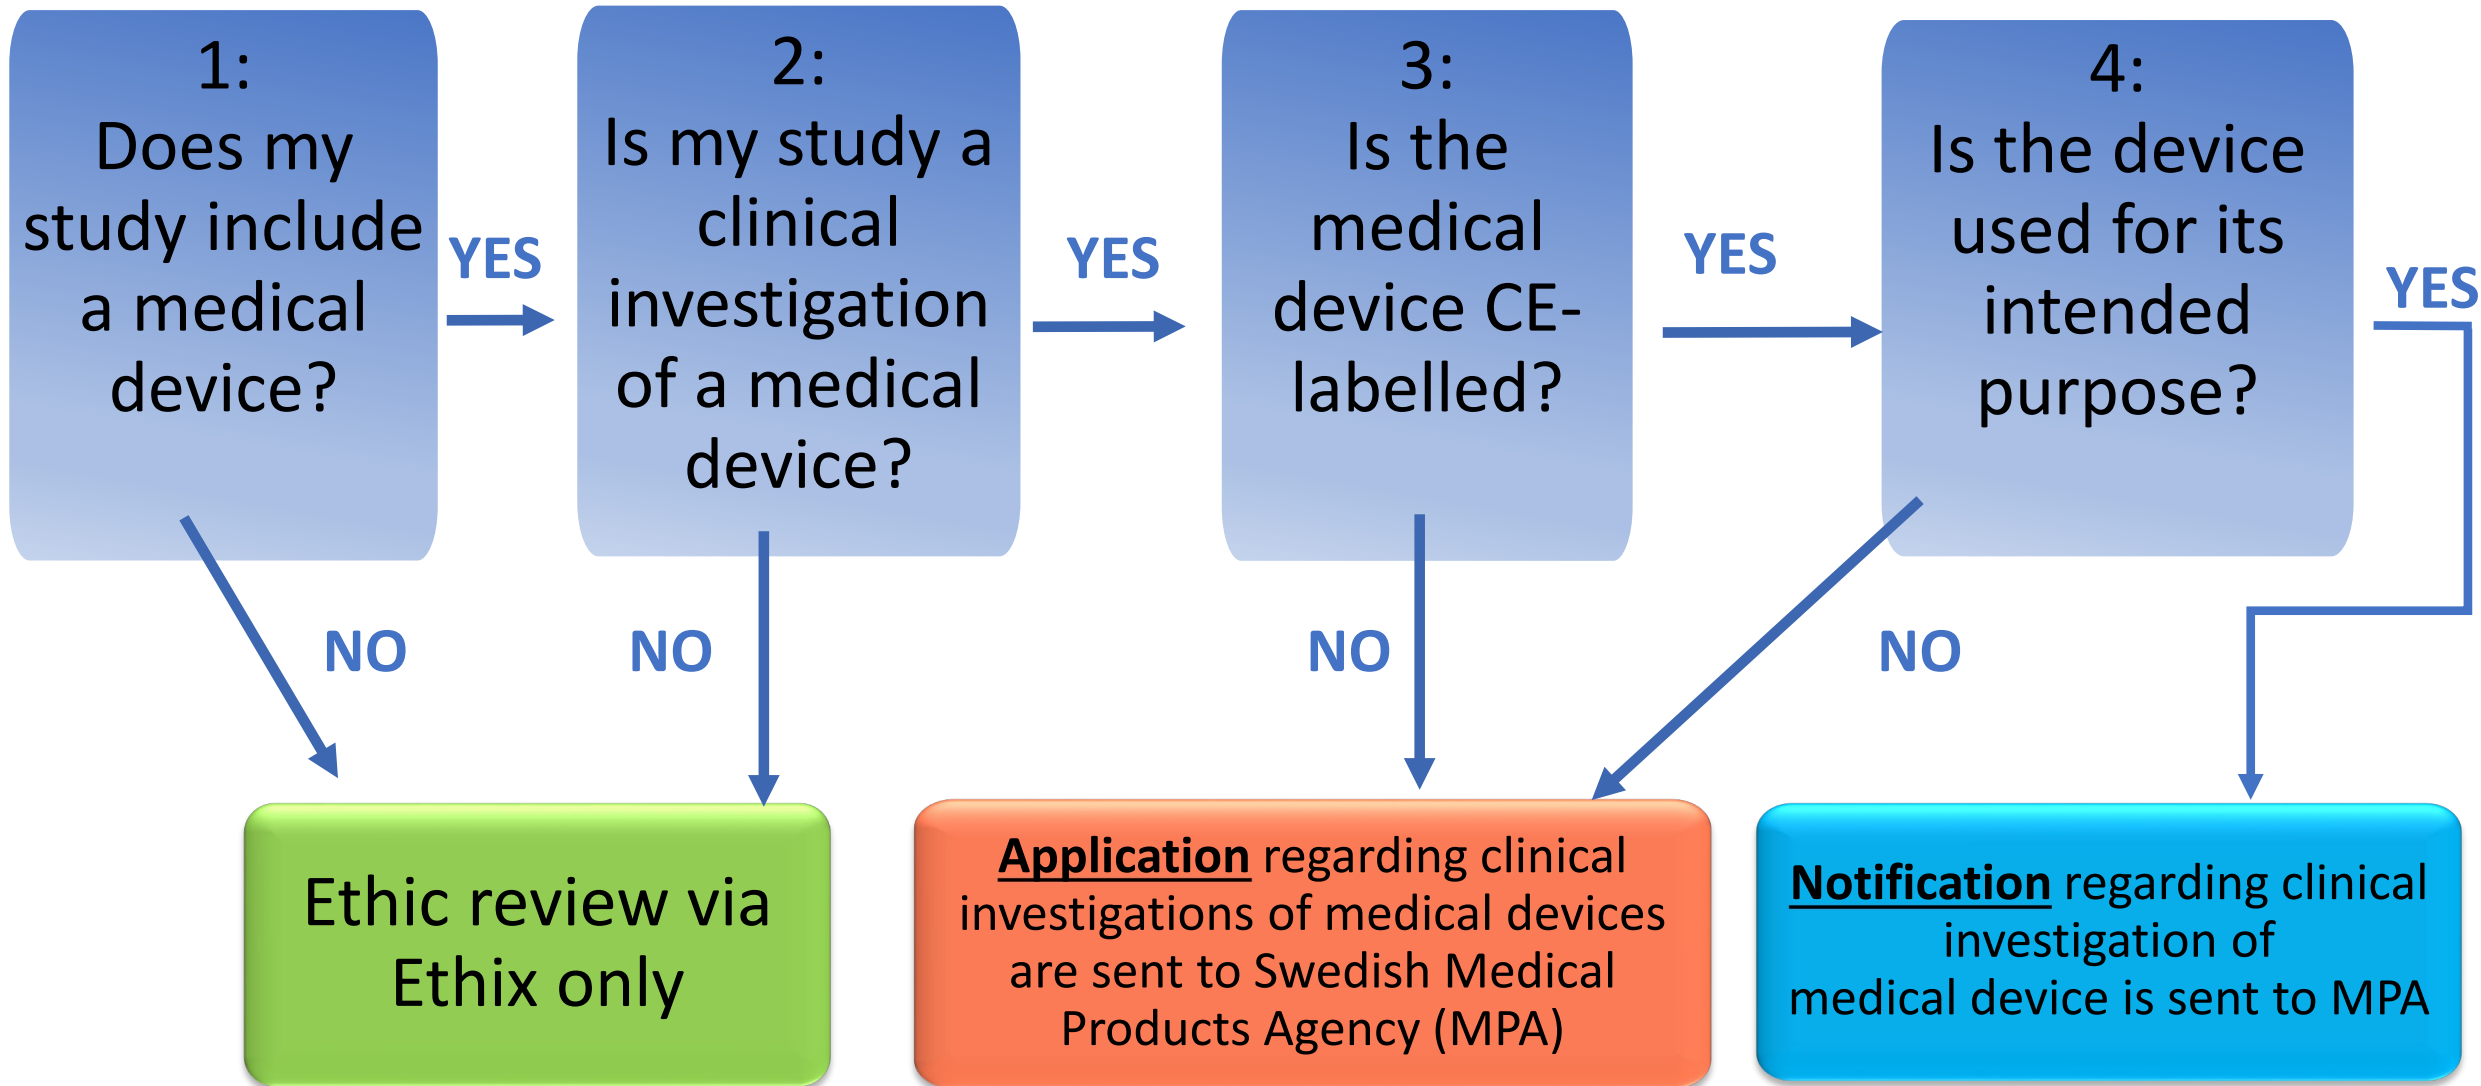 1:
Does my
study include
a medical
device?
YES
2:
Is my study a
clinical
investigation
of a medical
device?
YES
3:
Is the
medical
device CE-
labelled?
YES
4:
Is the device
used for its
intended
purpose?
YES
NO
NO
NO
NO
Ethic review via
Ethix only
Application regarding clinical
investigations of medical devices
are sent to Swedish Medical
Products Agency (MPA)
Notification regarding clinical
investigation of
medical device is sent to MPA